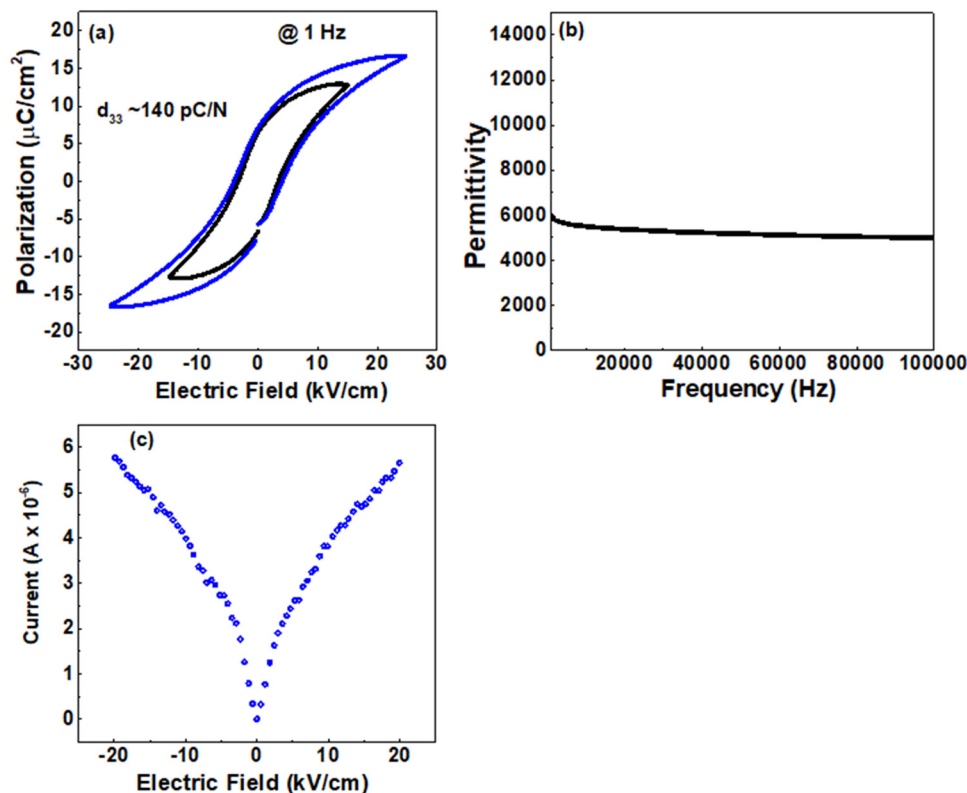 (a)
@ 1 Hz
d33 ~140 pC/N
Polarization (μC/cm²)
20
15
10
5
0
-5
-10
-15
-20
-30 -20 -10 0 10 20 30
Electric Field (kV/cm)
(b)
Permittivity
14000
12000
10000
8000
6000
4000
2000
0
20000 40000 60000 80000 100000
Frequency (Hz)
(c)
Current (A x 10⁻⁶)
6
5
4
3
2
1
0
-20 -10 0 10 20
Electric Field (kV/cm)